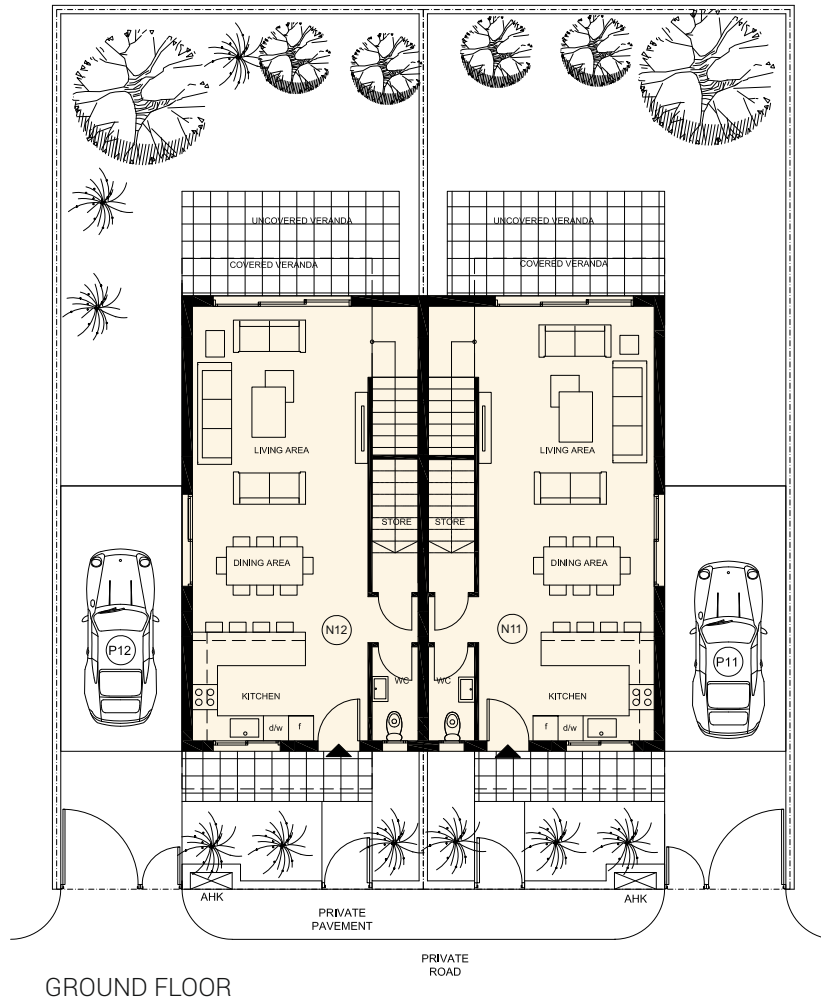 UNCOVERED VERANDA
UNCOVERED VERANDA
COVERED VERANDA
COVERED VERANDA
LIVING AREA
LIVING AREA
STORE
STORE
DINING AREA
DINING AREA
N12
N11
P12
P11
WC
WC
KITCHEN
KITCHEN
d/w
f
f
d/w
AHK
AHK
PRIVATE
PAVEMENT
PRIVATE
ROAD
GROUND FLOOR